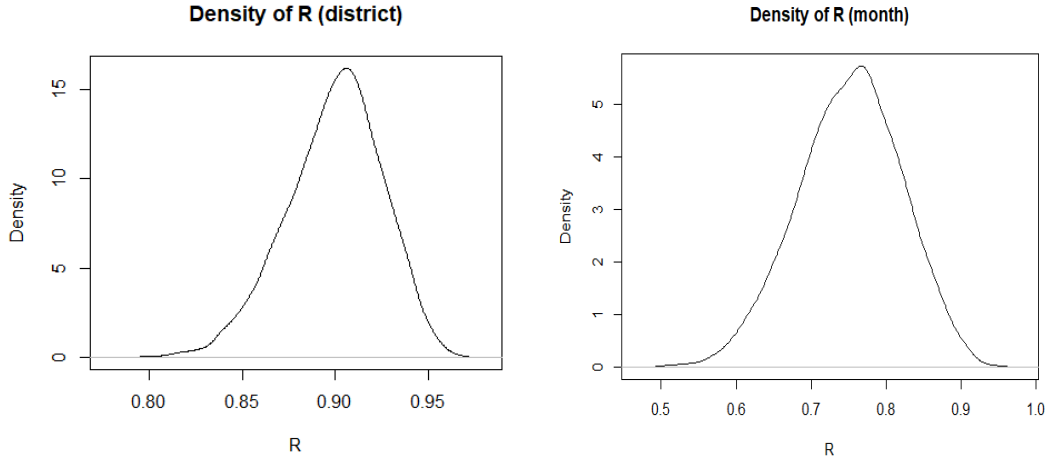 Density of R (district)
Density
15
10
5
0
0.80 0.85 0.90 0.95
R
Density of R (month)
Density
5
4
3
2
1
0
0.5 0.6 0.7 0.8 0.9 1.0
R